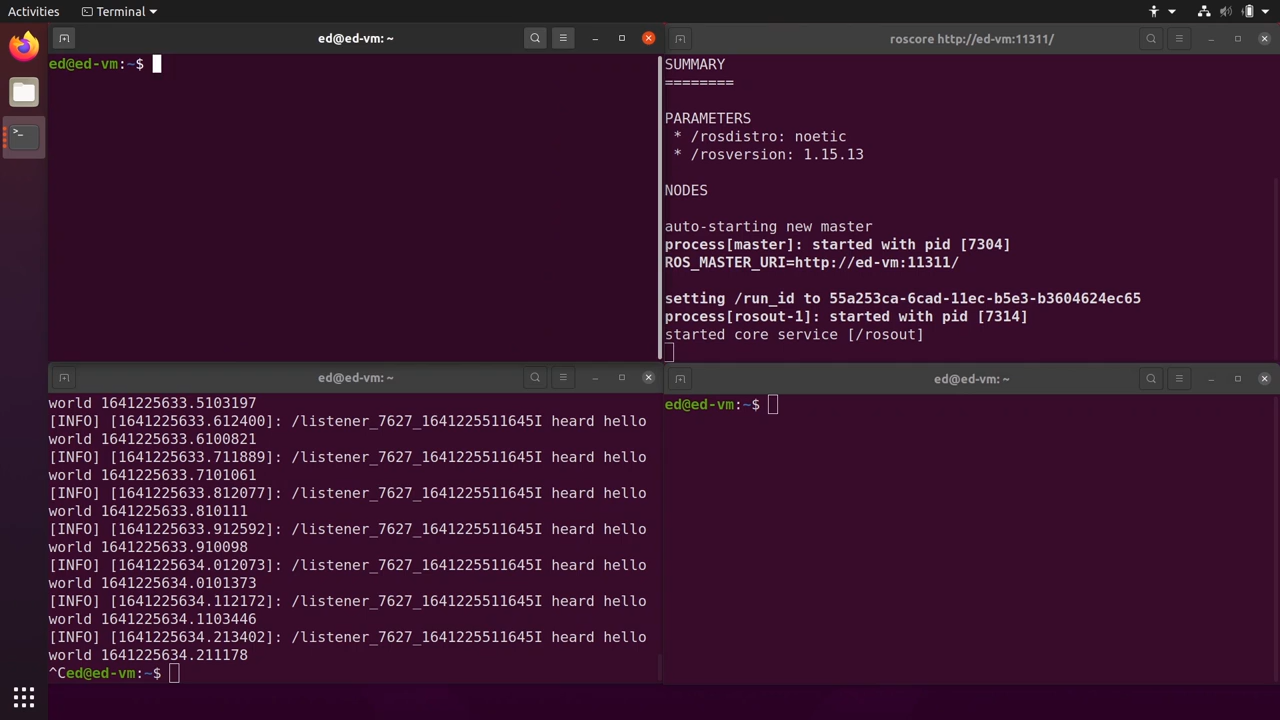 Activities
Terminal
ed@ed-vm: ~
ed@ed-vm:~$
roscore http://ed-vm:11311/
SUMMARY
========
PARAMETERS
* /rosdistro: noetic
* /rosversion: 1.15.13
NODES
auto-starting new master
process[master]: started with pid [7304]
ROS_MASTER_URI=http://ed-vm:11311/
setting /run_id to 55a253ca-6cad-11ec-b5e3-b3604624ec65
process[rosout-1]: started with pid [7314]
started core service [/rosout]
ed@ed-vm: ~
world 1641225633.5103197
[INFO] [1641225633.612400]: /listener_7627_1641225511645I heard hello
world 1641225633.6100821
[INFO] [1641225633.711889]: /listener_7627_1641225511645I heard hello
world 1641225633.7101061
[INFO] [1641225633.812077]: /listener_7627_1641225511645I heard hello
world 1641225633.810111
[INFO] [1641225633.912592]: /listener_7627_1641225511645I heard hello
world 1641225633.910098
[INFO] [1641225634.012073]: /listener_7627_1641225511645I heard hello
world 1641225634.0101373
[INFO] [1641225634.112172]: /listener_7627_1641225511645I heard hello
world 1641225634.1103446
[INFO] [1641225634.213402]: /listener_7627_1641225511645I heard hello
world 1641225634.211178
^Ced@ed-vm:~$
ed@ed-vm: ~
ed@ed-vm:~$